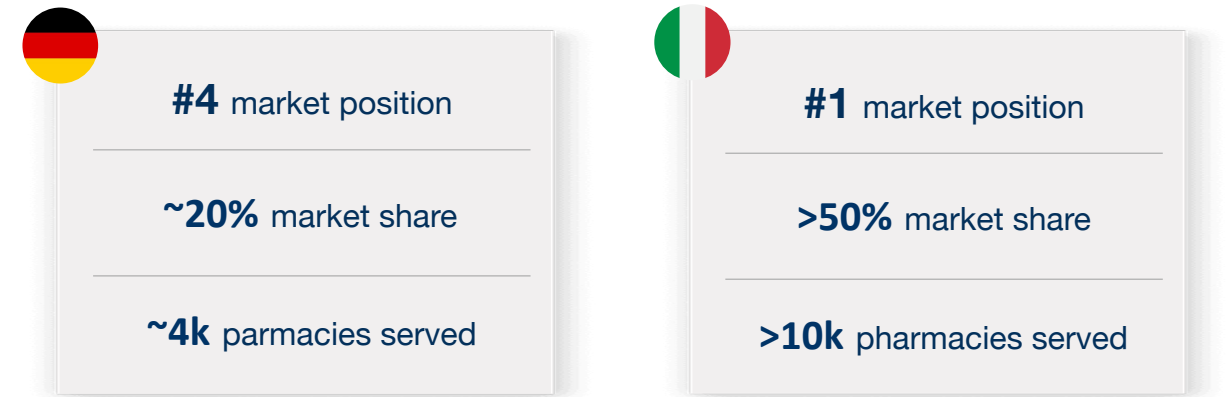 #4 market position
~20% market share
~4k parmacies served
#1 market position
>50% market share
>10k pharmacies served